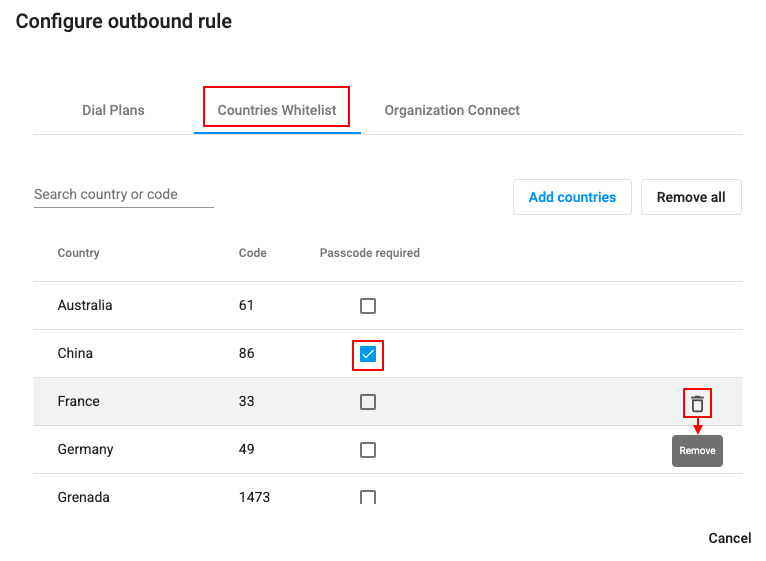 Configure outbound rule
Dial Plans Countries Whitelist Organization Connect
Search country or code Add countries Remove all
Country Code Passcode required
Australia 61
China 86
France 33
Germany 49 Remove
Grenada 1473
Cancel